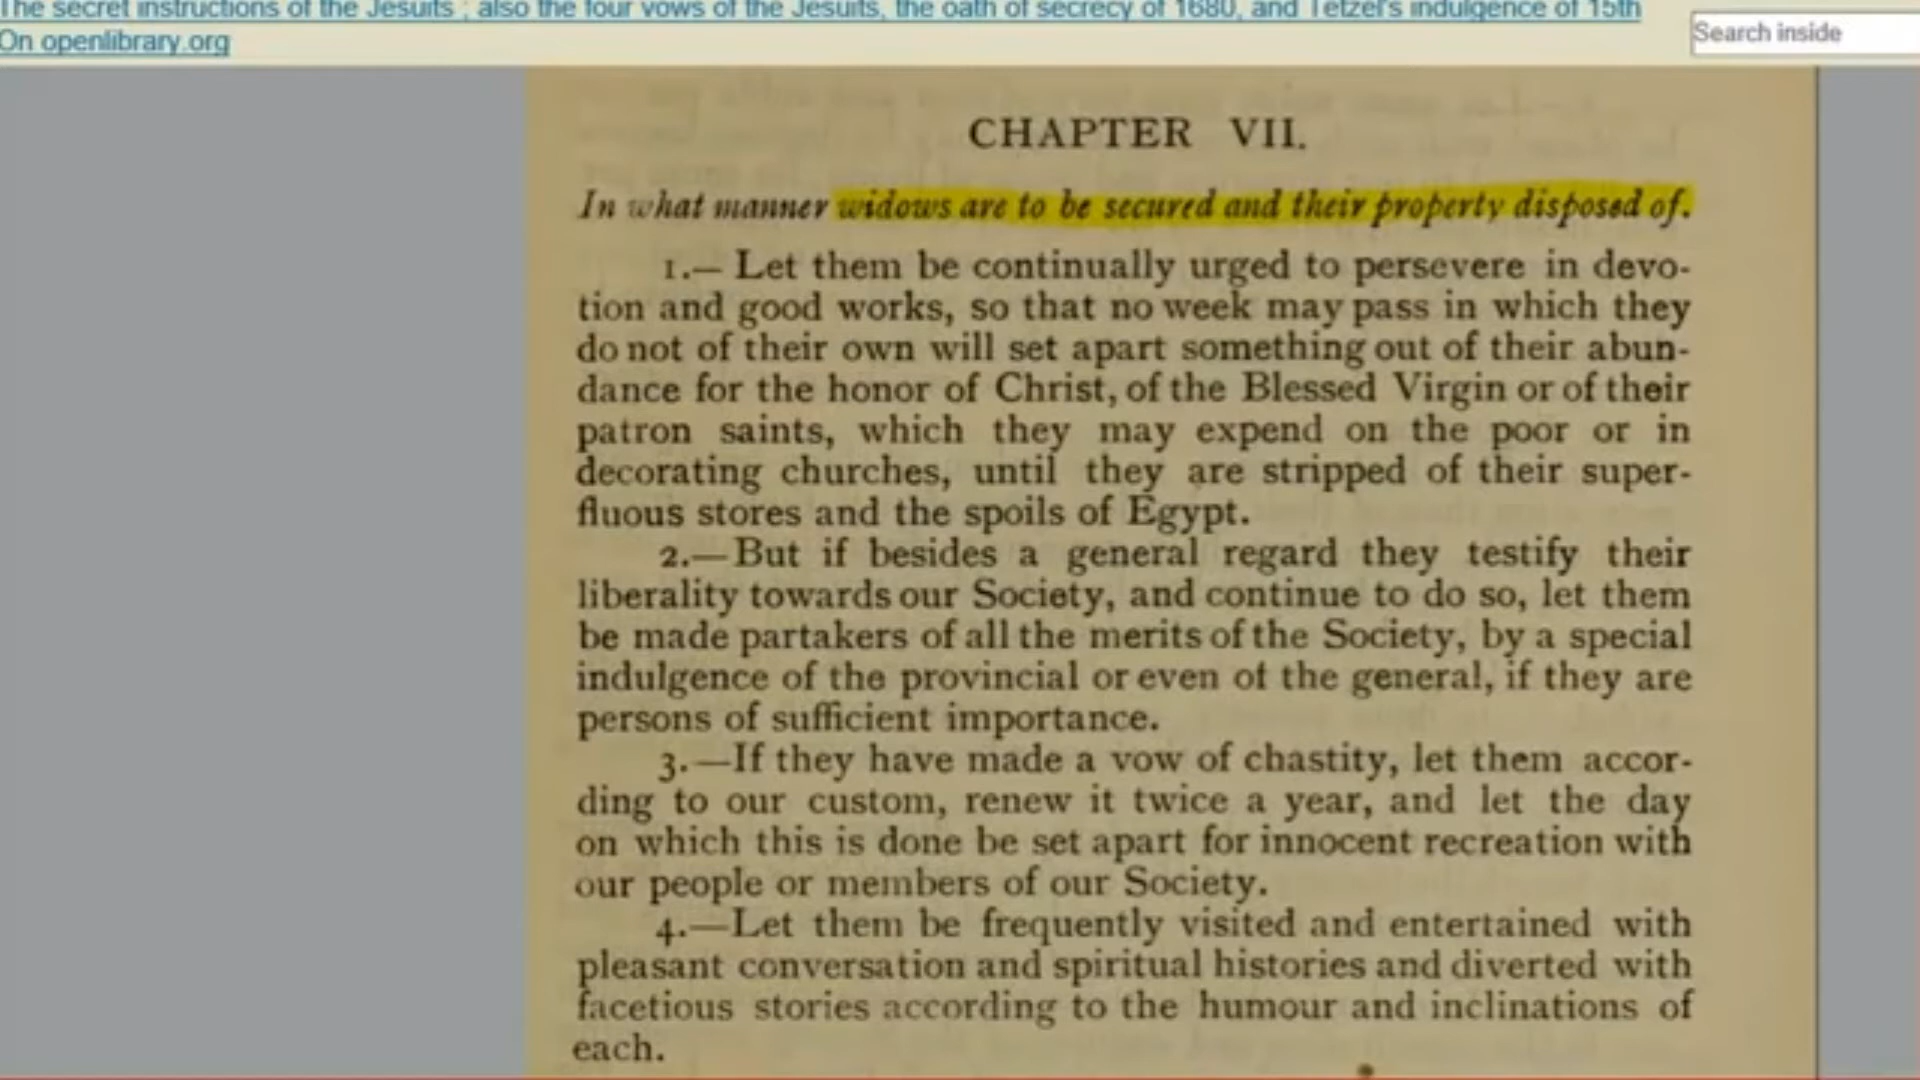 The secret instructions of the Jesuits ; also the four vows of the Jesuits, the oath of secrecy of 1680, and Tetzel's indulgence of 15th
On openlibrary.org
Search inside
CHAPTER VII.
In what manner widows are to be secured and their property disposed of.
1.— Let them be continually urged to persevere in devo-
tion and good works, so that no week may pass in which they
do not of their own will set apart something out of their abun-
dance for the honor of Christ, of the Blessed Virgin or of their
patron saints, which they may expend on the poor or in
decorating churches, until they are stripped of their super-
fluous stores and the spoils of Egypt.
2.—But if besides a general regard they testify their
liberality towards our Society, and continue to do so, let them
be made partakers of all the merits of the Society, by a special
indulgence of the provincial or even of the general, if they are
persons of sufficient importance.
3.—If they have made a vow of chastity, let them accor-
ding to our custom, renew it twice a year, and let the day
on which this is done be set apart for innocent recreation with
our people or members of our Society.
4.—Let them be frequently visited and entertained with
pleasant conversation and spiritual histories and diverted with
facetious stories according to the humour and inclinations of
each.